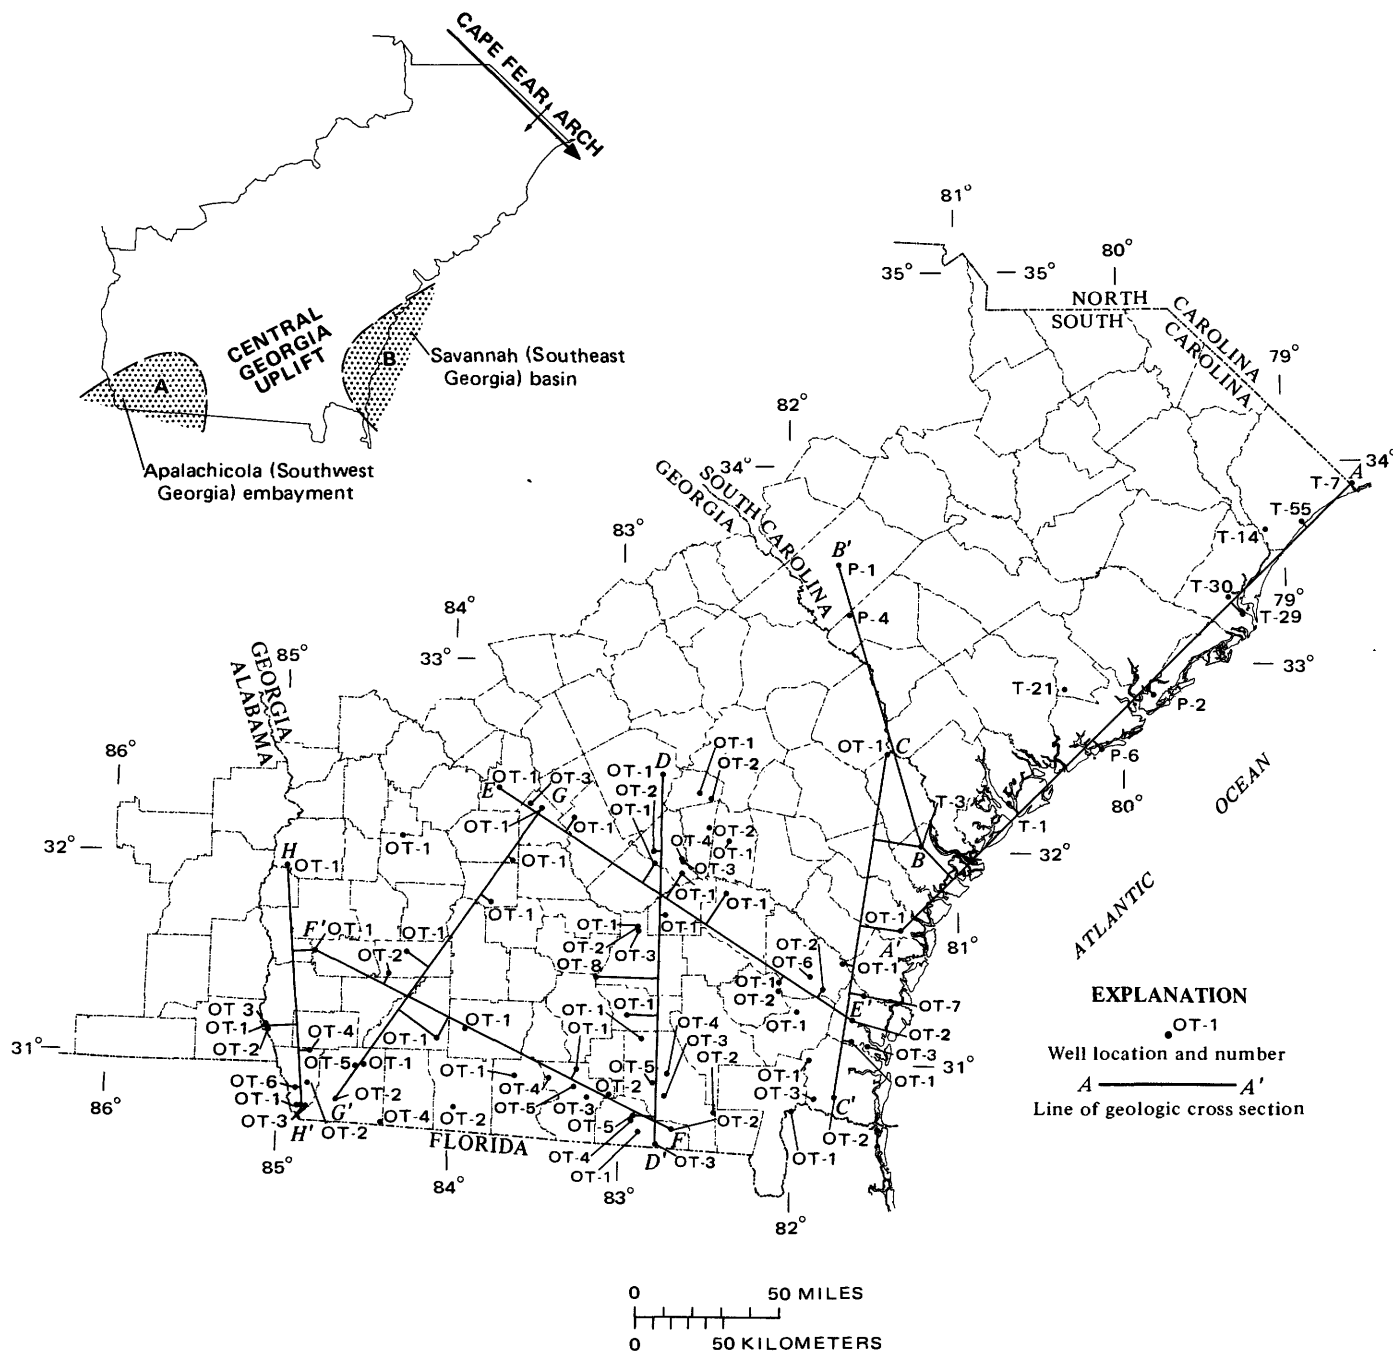 CAPE FEAR ARCH
CENTRAL
GEORGIA
UPLIFT
A
B
Savannah (Southeast
Georgia) basin
Apalachicola (Southwest
Georgia) embayment
81°
80°
35°
35°
NORTH CAROLINA
SOUTH CAROLINA
79°
82°
34°
34°
A
T-7
SOUTH CAROLINA
GEORGIA
T-55
T-14
83°
B'
P-1
T-30
79°
T-29
84°
P-4
33°
33°
GEORGIA
ALABAMA
85°
T-21
P-2
86°
OT-1
C
P-6
80°
OCEAN
OT-1
OT-2
OT-1
D
OT-2
OT-1
OT-1
E
OT-3
G
OT-1
OT-1
T-3
T-1
OT-1
OT-2
OT-4
OT-1
OT-3
32°
32°
B
H
OT-1
OT-1
OT-1
OT-1
OT-1
OT-1
OT-1
A'
81°
ATLANTIC
F'
OT-1
OT-1
OT-2
OT-1
OT-2
OT-3
OT-8
OT-1
OT-2
OT-6
OT-1
OT-1
OT-2
OT-7
E'
OT-2
OT-3
31°
OT-1
OT-1
OT-3
OT-1
OT-2
OT-4
OT-1
OT-1
OT-1
OT-1
OT-4
OT-3
OT-2
OT-1
31°
OT-5
OT-1
OT-1
OT-4
OT-5
OT-2
OT-5
OT-1
OT-3
C'
OT-6
OT-1
OT-3
H'
OT-2
G'
OT-2
OT-4
OT-2
OT-5
OT-3
OT-4
OT-1
F
OT-2
D'
OT-3
OT-1
OT-2
86°
85°
FLORIDA
84°
83°
82°
EXPLANATION
OT-1
Well location and number
A A'
Line of geologic cross section
0 50 MILES
0 50 KILOMETERS